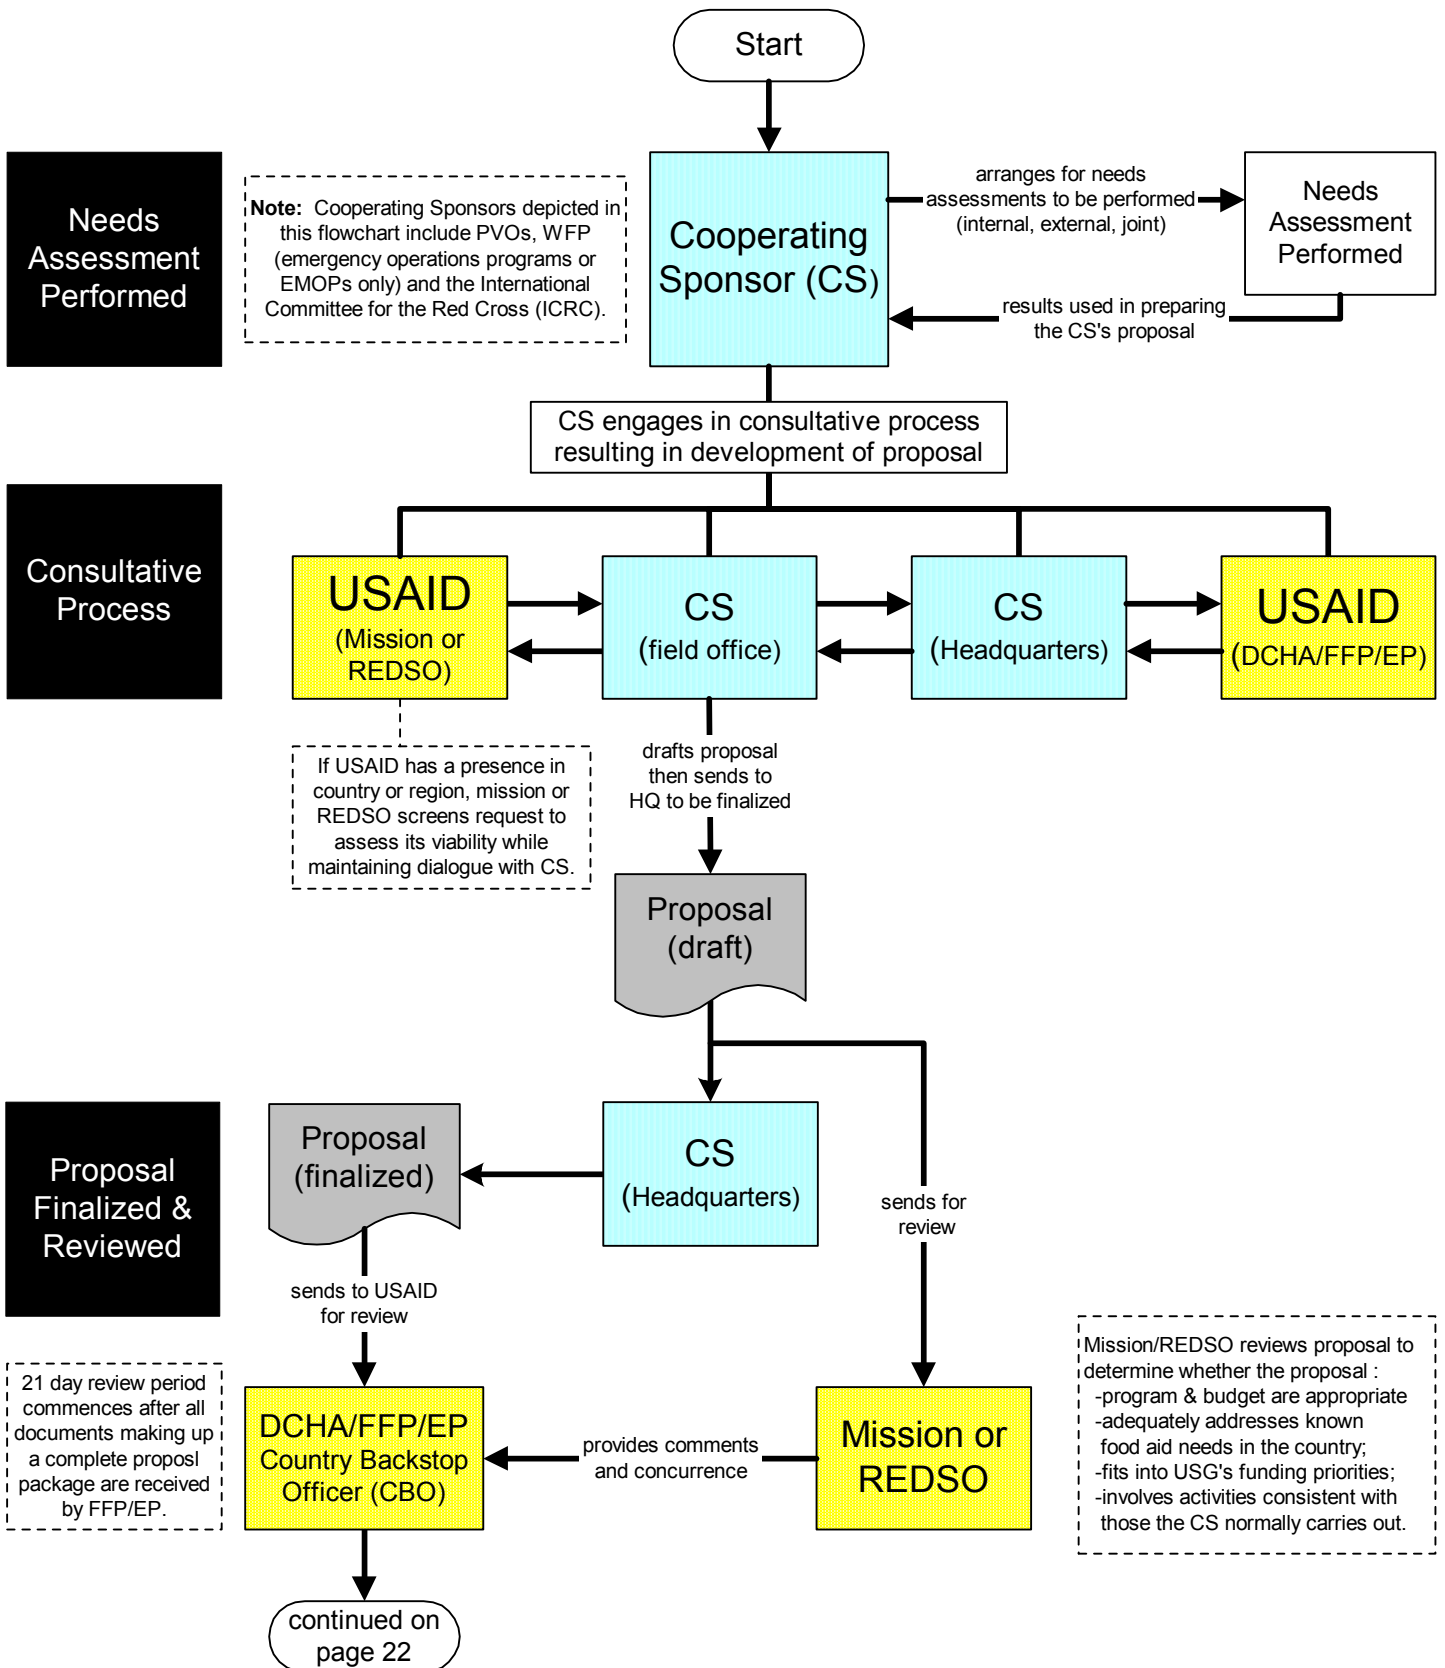 Start
Needs
Assessment
Performed
Note: Cooperating Sponsors depicted in
this flowchart include PVOs, WFP
(emergency operations programs or
EMOPs only) and the International
Committee for the Red Cross (ICRC).
Cooperating
Sponsor (CS)
arranges for needs
assessments to be performed
(internal, external, joint)
Needs
Assessment
Performed
results used in preparing
the CS's proposal
CS engages in consultative process
resulting in development of proposal
Consultative
Process
USAID
(Mission or
REDSO)
CS
(field office)
CS
(Headquarters)
USAID
(DCHA/FFP/EP)
If USAID has a presence in
country or region, mission or
REDSO screens request to
assess its viability while
maintaining dialogue with CS.
drafts proposal
then sends to
HQ to be finalized
Proposal
(draft)
Proposal
Finalized &
Reviewed
Proposal
(finalized)
CS
(Headquarters)
sends for
review
sends to USAID
for review
21 day review period
commences after all
documents making up
a complete proposl
package are received
by FFP/EP.
DCHA/FFP/EP
Country Backstop
Officer (CBO)
provides comments
and concurrence
Mission or
REDSO
Mission/REDSO reviews proposal to
determine whether the proposal :
-program & budget are appropriate
-adequately addresses known
food aid needs in the country;
-fits into USG's funding priorities;
-involves activities consistent with
those the CS normally carries out.
continued on
page 22